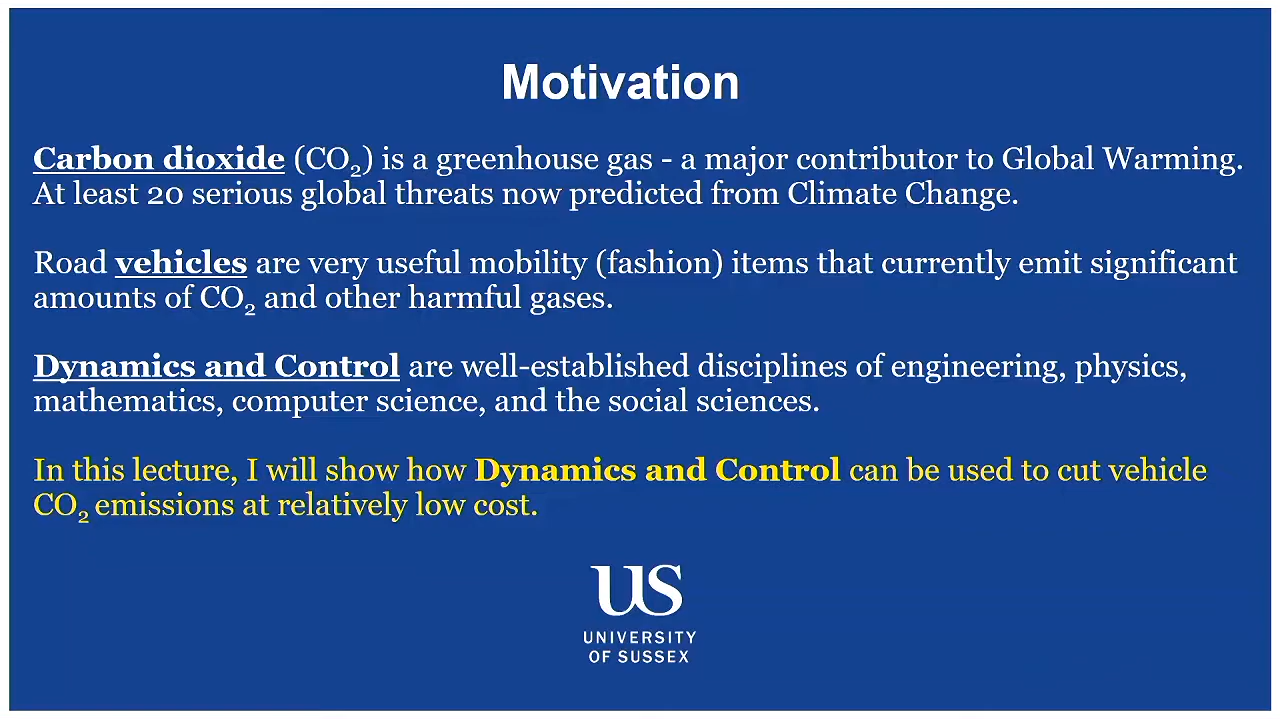 Motivation
Carbon dioxide (CO₂) is a greenhouse gas - a major contributor to Global Warming.
At least 20 serious global threats now predicted from Climate Change.
Road vehicles are very useful mobility (fashion) items that currently emit significant
amounts of CO₂ and other harmful gases.
Dynamics and Control are well-established disciplines of engineering, physics,
mathematics, computer science, and the social sciences.
In this lecture, I will show how Dynamics and Control can be used to cut vehicle
CO₂ emissions at relatively low cost.
US
UNIVERSITY
OF SUSSEX